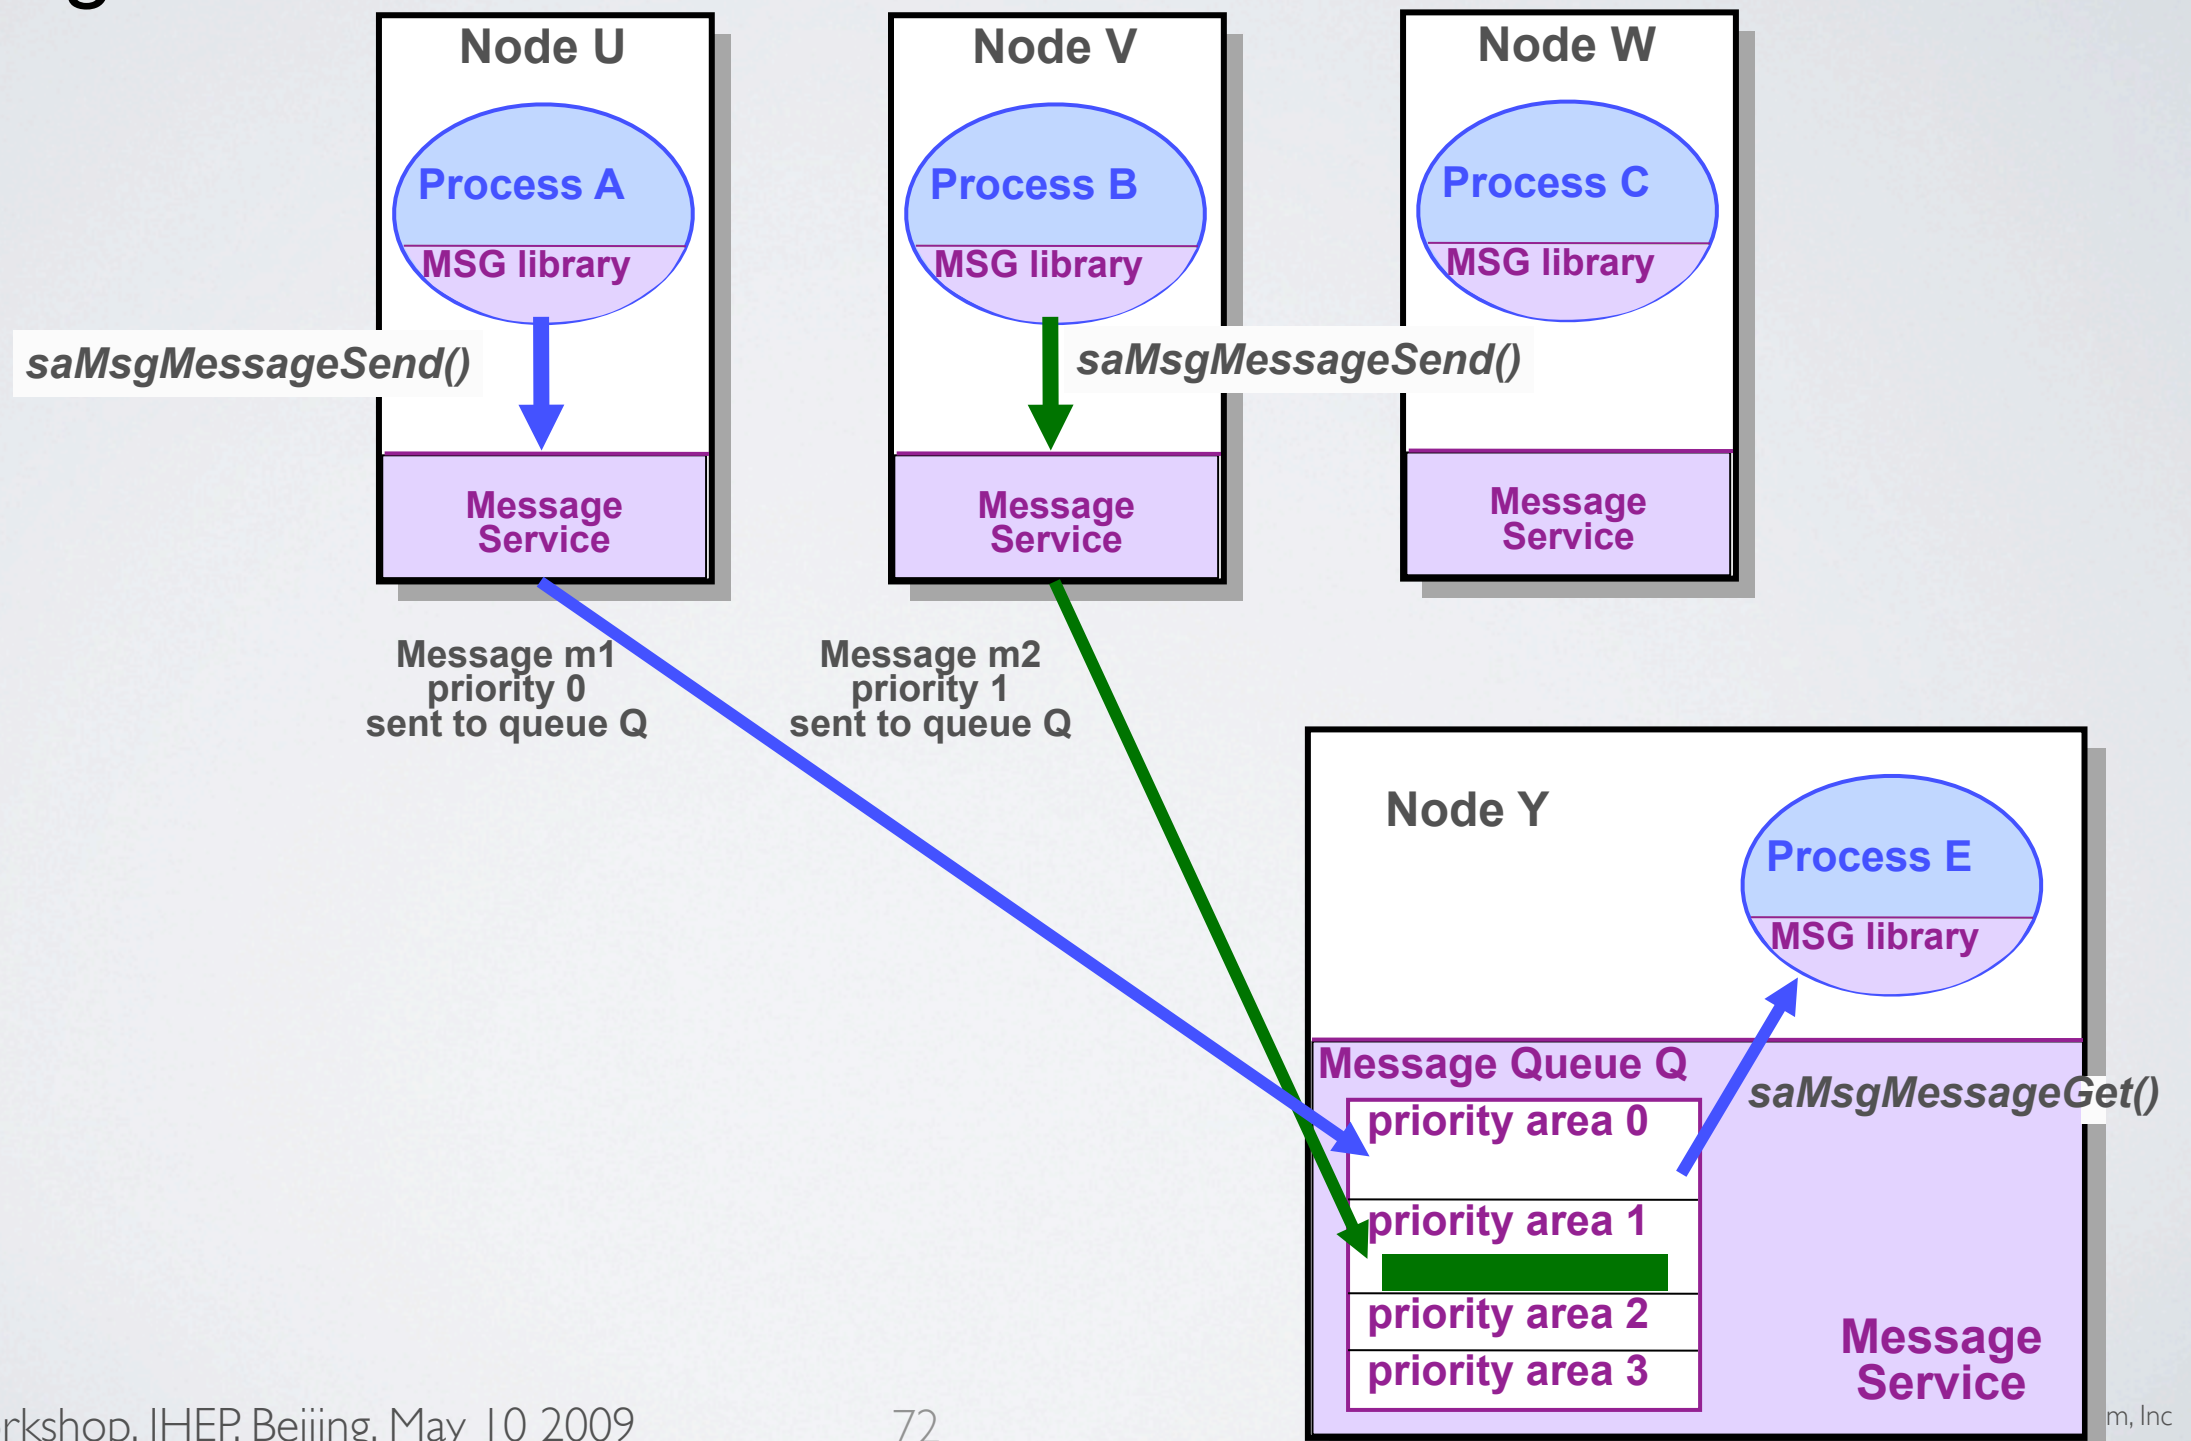 Node U
Node V
Node W
Process A
MSG library
Process B
MSG library
Process C
MSG library
saMsgMessageSend()
saMsgMessageSend()
Message
Service
Message
Service
Message
Service
Message m1
priority 0
sent to queue Q
Message m2
priority 1
sent to queue Q
Node Y
Process E
MSG library
Message Queue Q
saMsgMessageGet()
priority area 0
priority area 1
priority area 2
priority area 3
Message
Service
IHEP, Beijing, May 10 2009
72
Inc